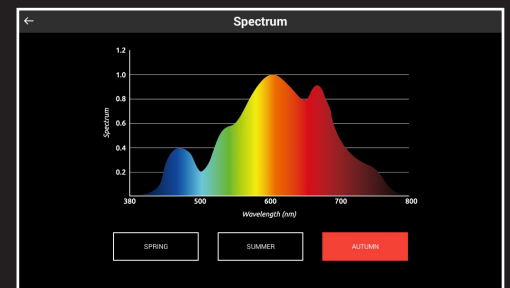 ←
Spectrum
1.2
1.0
0.8
0.6
0.4
0.2
Spectrum
380 500 600 700 800
Wavelength (nm)
SPRING SUMMER AUTUMN